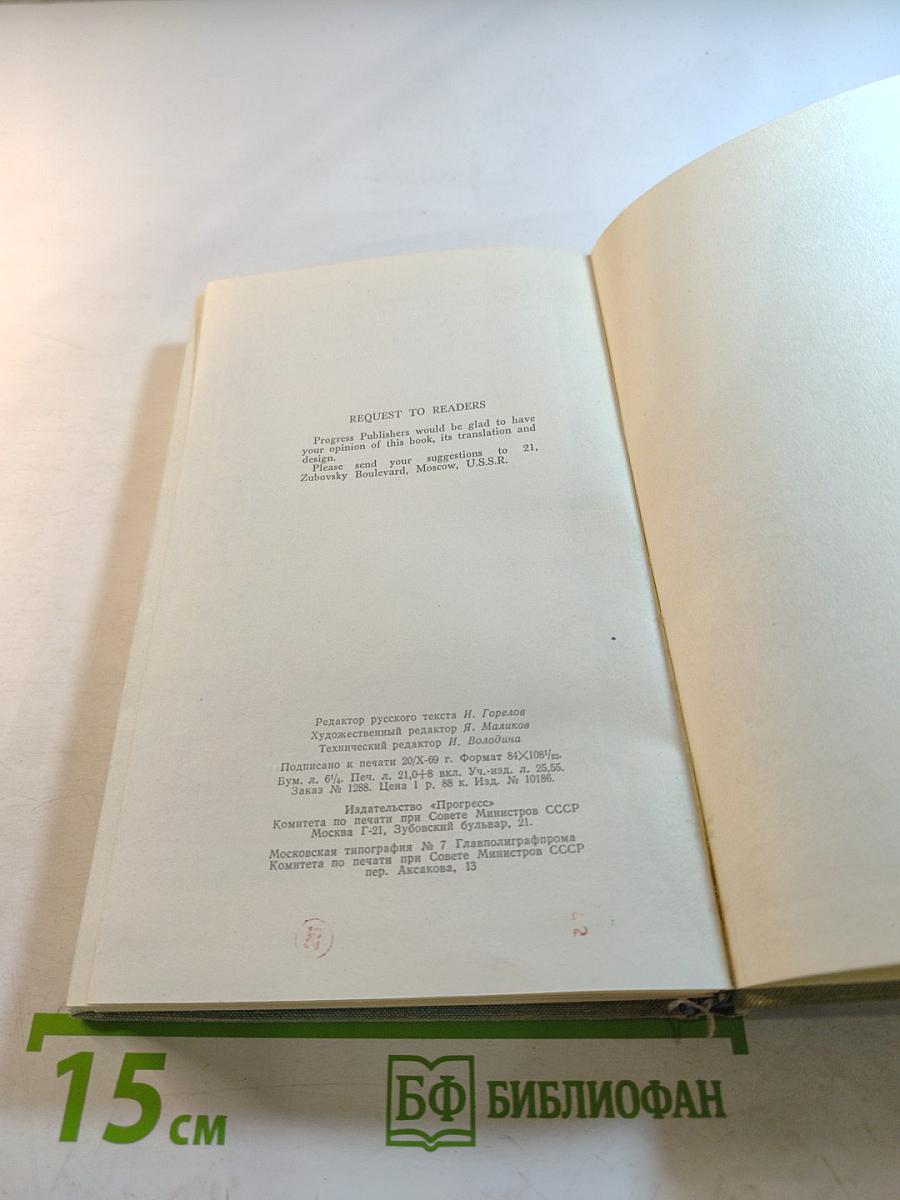 REQUEST TO READERS
Progress Publishers would be glad to have
your opinion of this book, its translation and
design.
Please send your suggestions to 21,
Zubovsky Boulevard, Moscow, U.S.S.R.
Редактор русского текста И. Горелов
Художественный редактор Я. Маликов
Технический редактор И. Володина
Подписано к печати 20/X-69 г. Формат 84×108¹/₃₂.
Бум. л. 6¹/₄. Печ. л. 21,0+8 вкл. Уч.-изд. л. 25,55.
Заказ № 1288. Цена 1 р. 88 к. Изд. № 10186.
Издательство «Прогресс»
Комитета по печати при Совете Министров СССР
Москва Г-21, Зубовский бульвар, 21.
Московская типография № 7 Главполиграфпрома
Комитета по печати при Совете Министров СССР
пер. Аксакова, 13
15 см
БФ БИБЛИОФАН